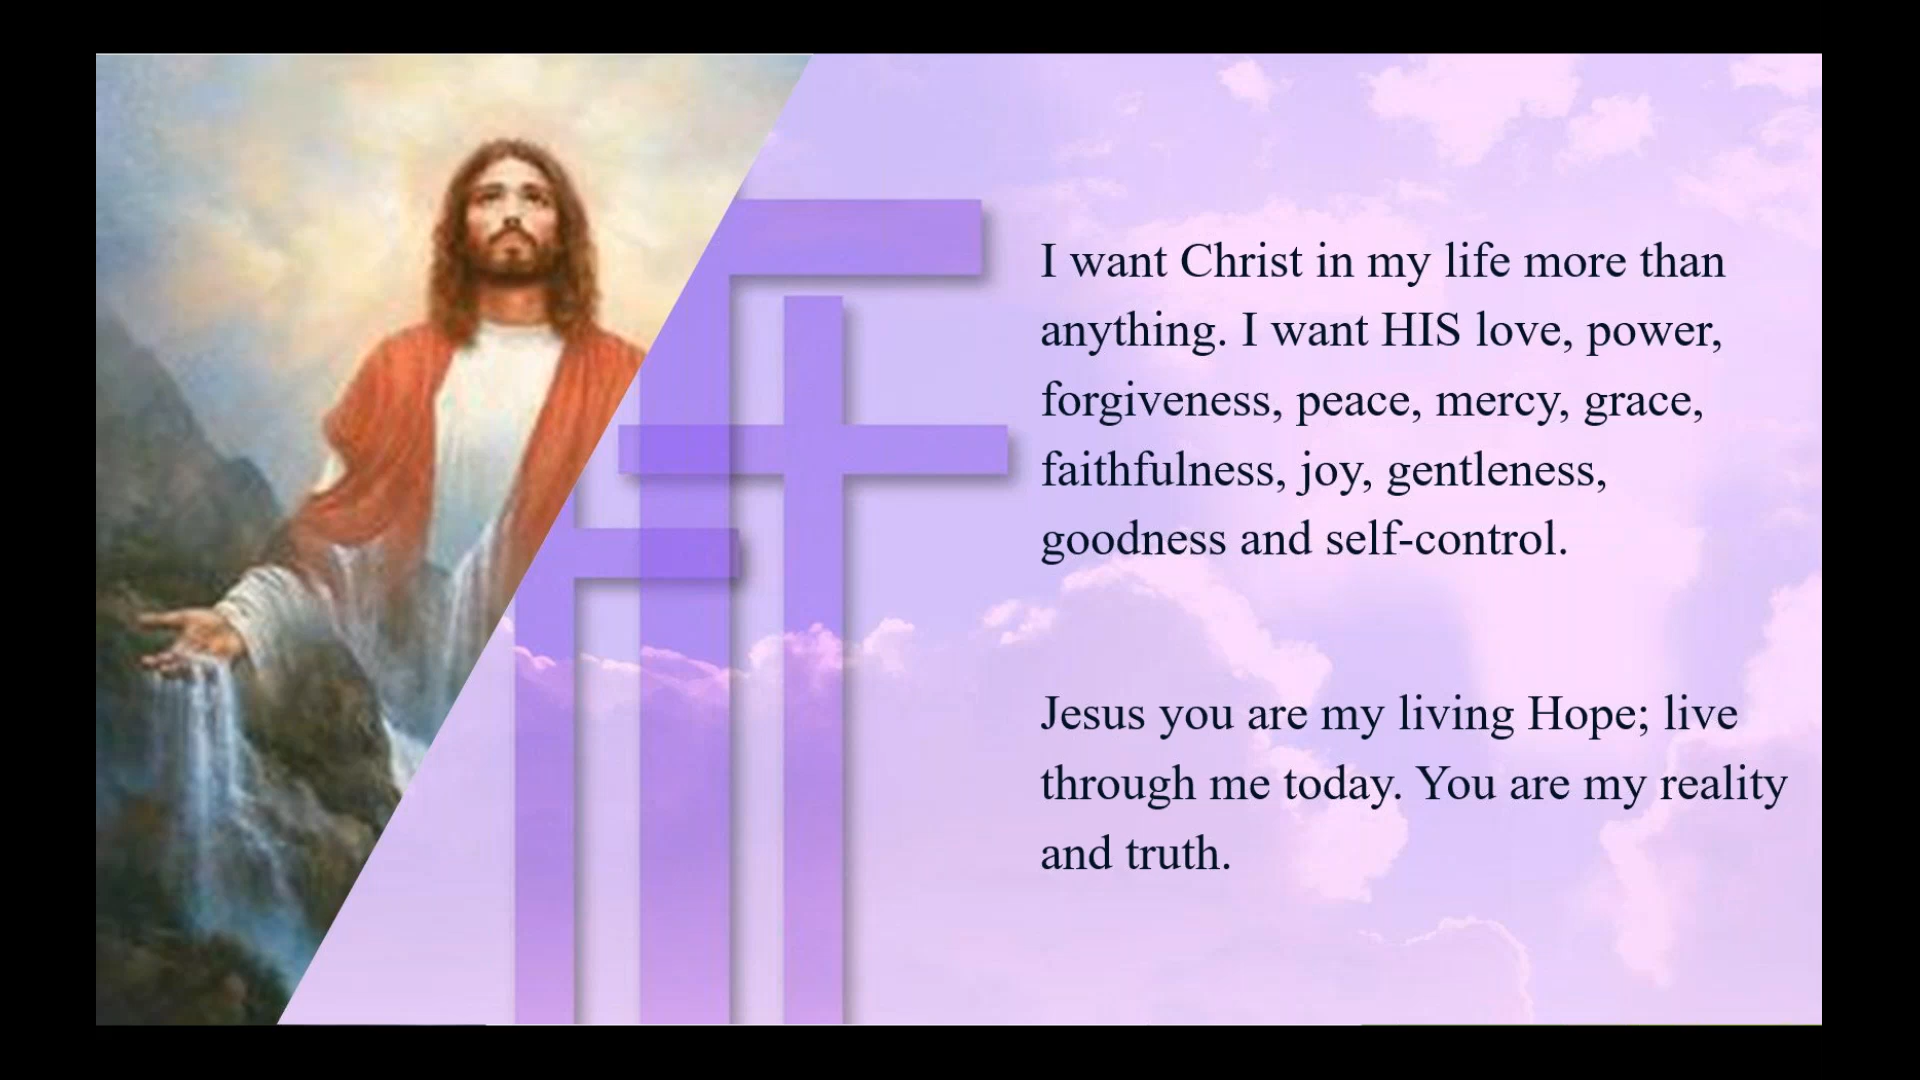 I want Christ in my life more than
anything. I want HIS love, power,
forgiveness, peace, mercy, grace,
faithfulness, joy, gentleness,
goodness and self-control.
Jesus you are my living Hope; live
through me today. You are my reality
and truth.